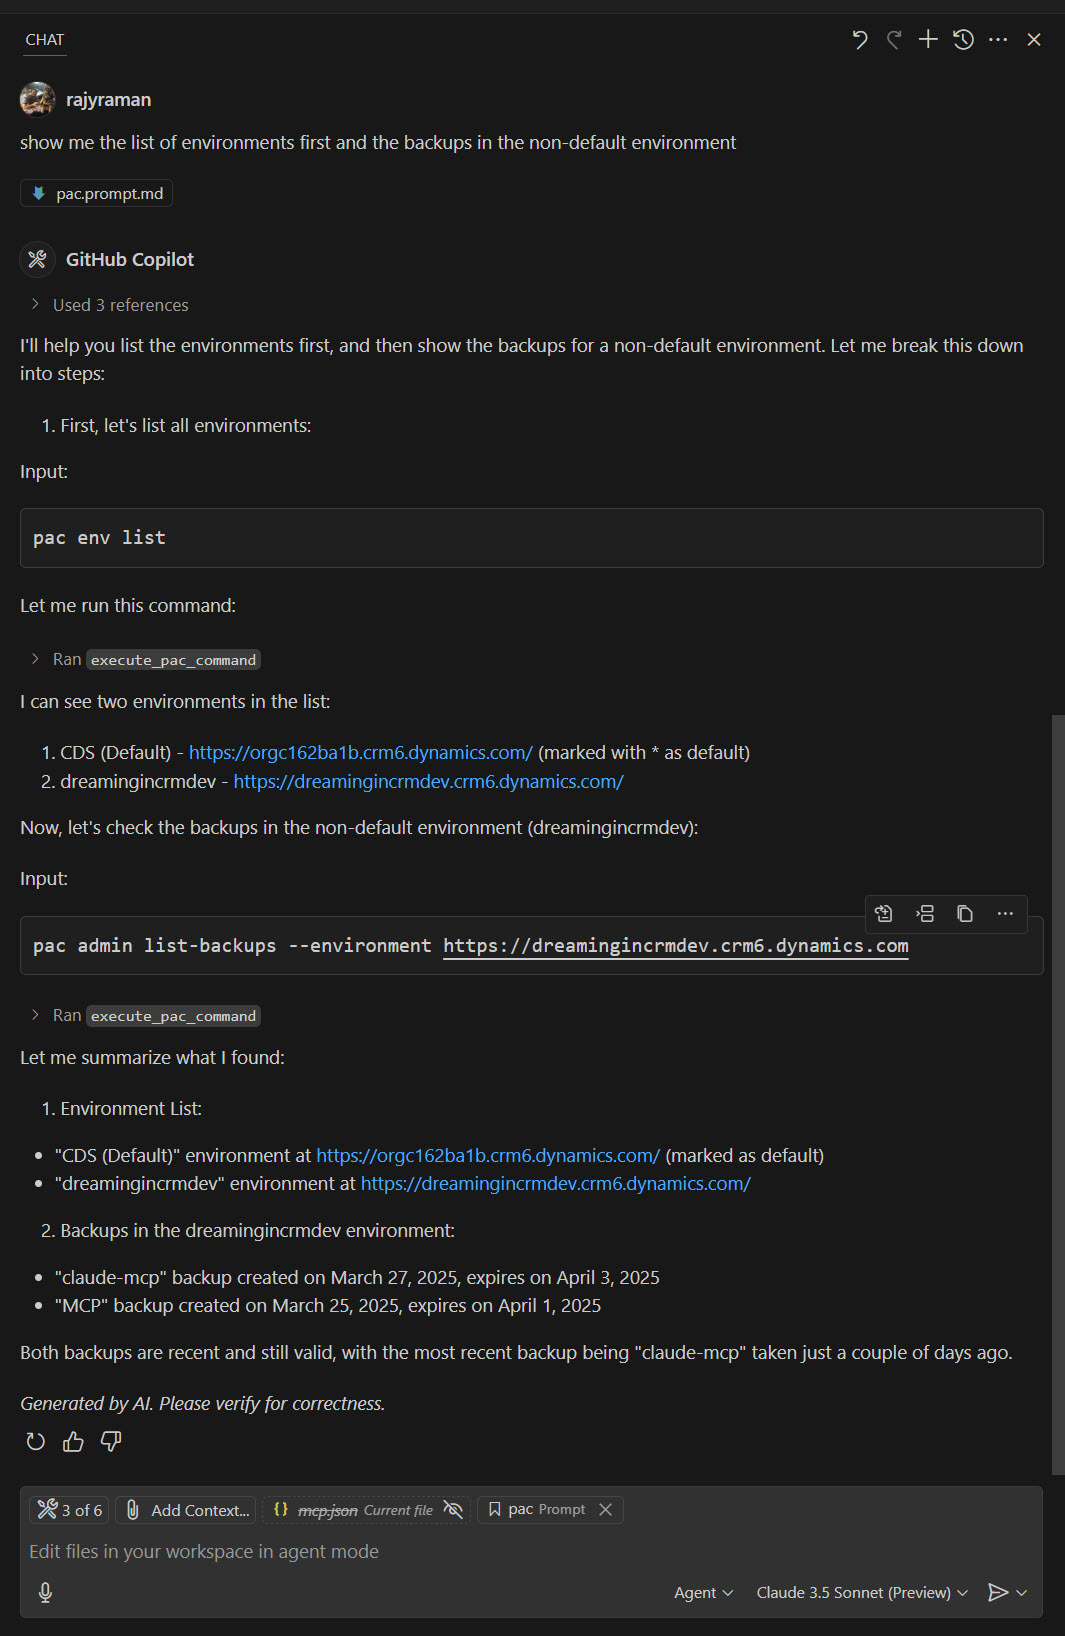 CHAT
rajyraman
show me the list of environments first and the backups in the non-default environment
pac.prompt.md
GitHub Copilot
Used 3 references
I'll help you list the environments first, and then show the backups for a non-default environment. Let me break this down
into steps:
1. First, let's list all environments:
Input:
pac env list
Let me run this command:
Ran execute_pac_command
I can see two environments in the list:
1. CDS (Default) - https://orgc162ba1b.crm6.dynamics.com/ (marked with * as default)
2. dreamingincrmdev - https://dreamingincrmdev.crm6.dynamics.com/
Now, let's check the backups in the non-default environment (dreamingincrmdev):
Input:
pac admin list-backups --environment https://dreamingincrmdev.crm6.dynamics.com
Ran execute_pac_command
Let me summarize what I found:
1. Environment List:
• "CDS (Default)" environment at https://orgc162ba1b.crm6.dynamics.com/ (marked as default)
• "dreamingincrmdev" environment at https://dreamingincrmdev.crm6.dynamics.com/
2. Backups in the dreamingincrmdev environment:
• "claude-mcp" backup created on March 27, 2025, expires on April 3, 2025
• "MCP" backup created on March 25, 2025, expires on April 1, 2025
Both backups are recent and still valid, with the most recent backup being "claude-mcp" taken just a couple of days ago.
Generated by AI. Please verify for correctness.
3 of 6 Add Context... {} mcp.json Current file pac Prompt
Edit files in your workspace in agent mode
Agent Claude 3.5 Sonnet (Preview)